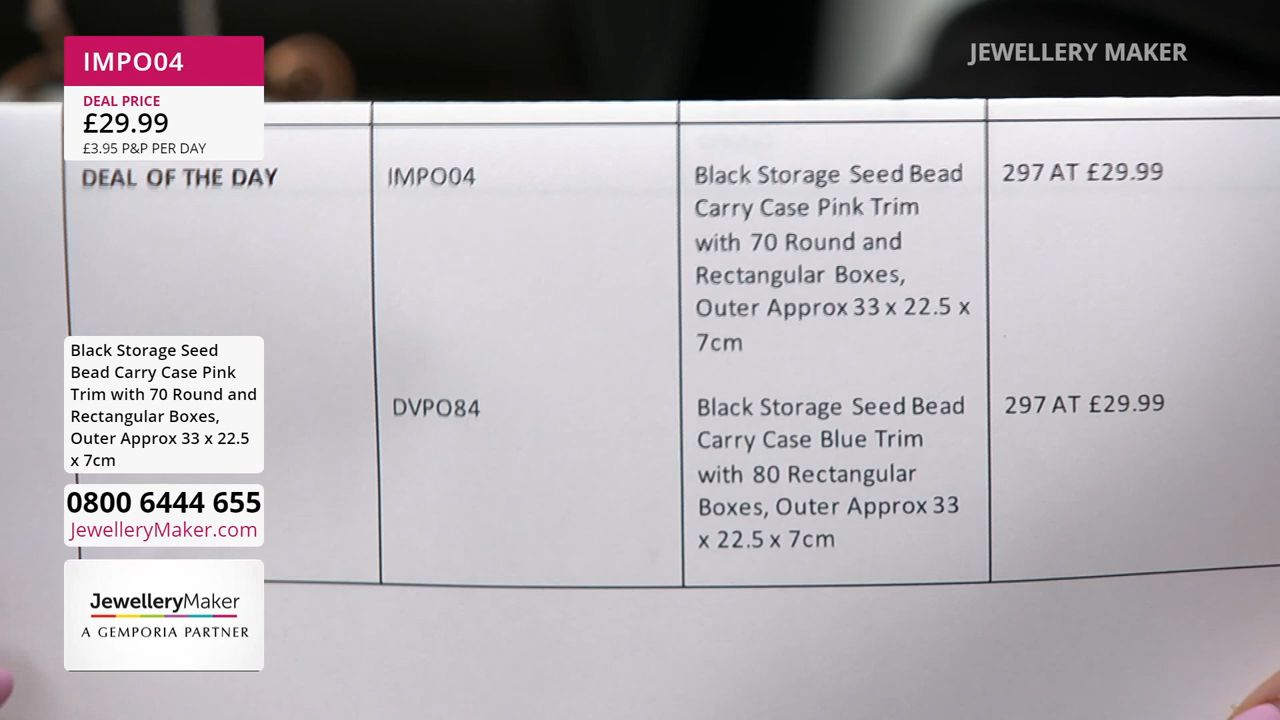 IMPO04
DEAL PRICE
£29.99
£3.95 P&P PER DAY
JEWELLERY MAKER
DEAL OF THE DAY
IMPO04
Black Storage Seed Bead
Carry Case Pink Trim
with 70 Round and
Rectangular Boxes,
Outer Approx 33 x 22.5 x
7cm
297 AT £29.99
DVPO84
Black Storage Seed Bead
Carry Case Blue Trim
with 80 Rectangular
Boxes, Outer Approx 33
x 22.5 x 7cm
297 AT £29.99
Black Storage Seed
Bead Carry Case Pink
Trim with 70 Round and
Rectangular Boxes,
Outer Approx 33 x 22.5
x 7cm
0800 6444 655
JewelleryMaker.com
JewelleryMaker
A GEMPORIA PARTNER